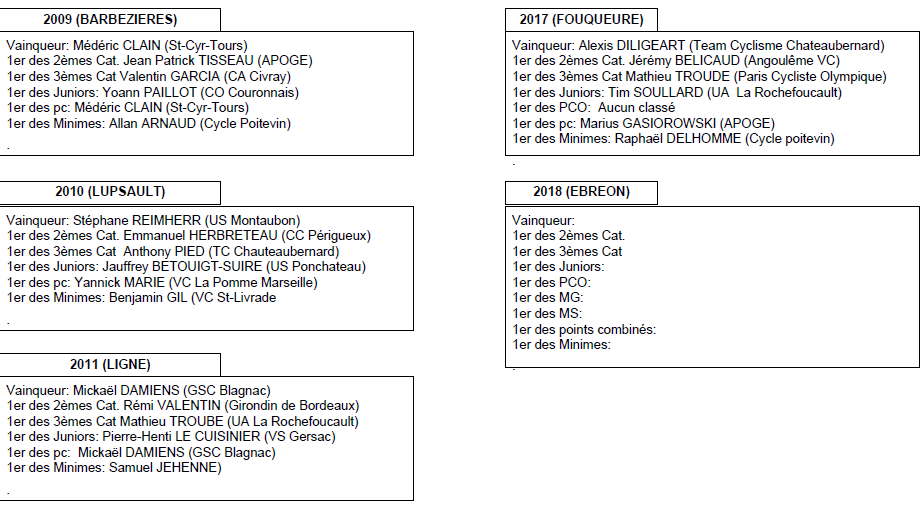 2009 (BARBEZIERES)
Vainqueur: Médéric CLAIN (St-Cyr-Tours)
1er des 2èmes Cat. Jean Patrick TISSEAU (APOGE)
1er des 3èmes Cat Valentin GARCIA (CA Civray)
1er des Juniors: Yoann PAILLOT (CO Couronnais)
1er des pc: Médéric CLAIN (St-Cyr-Tours)
1er des Minimes: Allan ARNAUD (Cycle Poitevin)
.
2010 (LUPSAULT)
Vainqueur: Stéphane REIMHERR (US Montaubon)
1er des 2èmes Cat. Emmanuel HERBRETEAU (CC Périgueux)
1er des 3èmes Cat  Anthony PIED (TC Chauteaubernard)
1er des Juniors: Jauffrey BETOUIGT-SUIRE (US Ponchateau)
1er des pc: Yannick MARIE (VC La Pomme Marseille)
1er des Minimes: Benjamin GIL (VC St-Livrade
.
2011 (LIGNE)
Vainqueur: Mickaël DAMIENS (GSC Blagnac)
1er des 2èmes Cat. Rémi VALENTIN (Girondin de Bordeaux)
1er des 3èmes Cat Mathieu TROUBE (UA La Rochefoucault)
1er des Juniors: Pierre-Henti LE CUISINIER (VS Gersac)
1er des pc:  Mickaël DAMIENS (GSC Blagnac)
1er des Minimes: Samuel JEHENNE)
.
2017 (FOUQUEURE)
Vainqueur: Alexis DILIGEART (Team Cyclisme Chateaubernard)
1er des 2èmes Cat. Jérémy BELICAUD (Angoulême VC)
1er des 3èmes Cat Mathieu TROUDE (Paris Cycliste Olympique)
1er des Juniors: Tim SOULLARD (UA  La Rochefoucault)
1er des PCO:  Aucun classé
1er des pc: Marius GASIOROWSKI (APOGE)
1er des Minimes: Raphaël DELHOMME (Cycle poitevin)
.
2018 (EBREON)
Vainqueur:
1er des 2èmes Cat.
1er des 3èmes Cat
1er des Juniors:
1er des PCO:
1er des MG:
1er des MS:
1er des points combinés:
1er des Minimes:
.